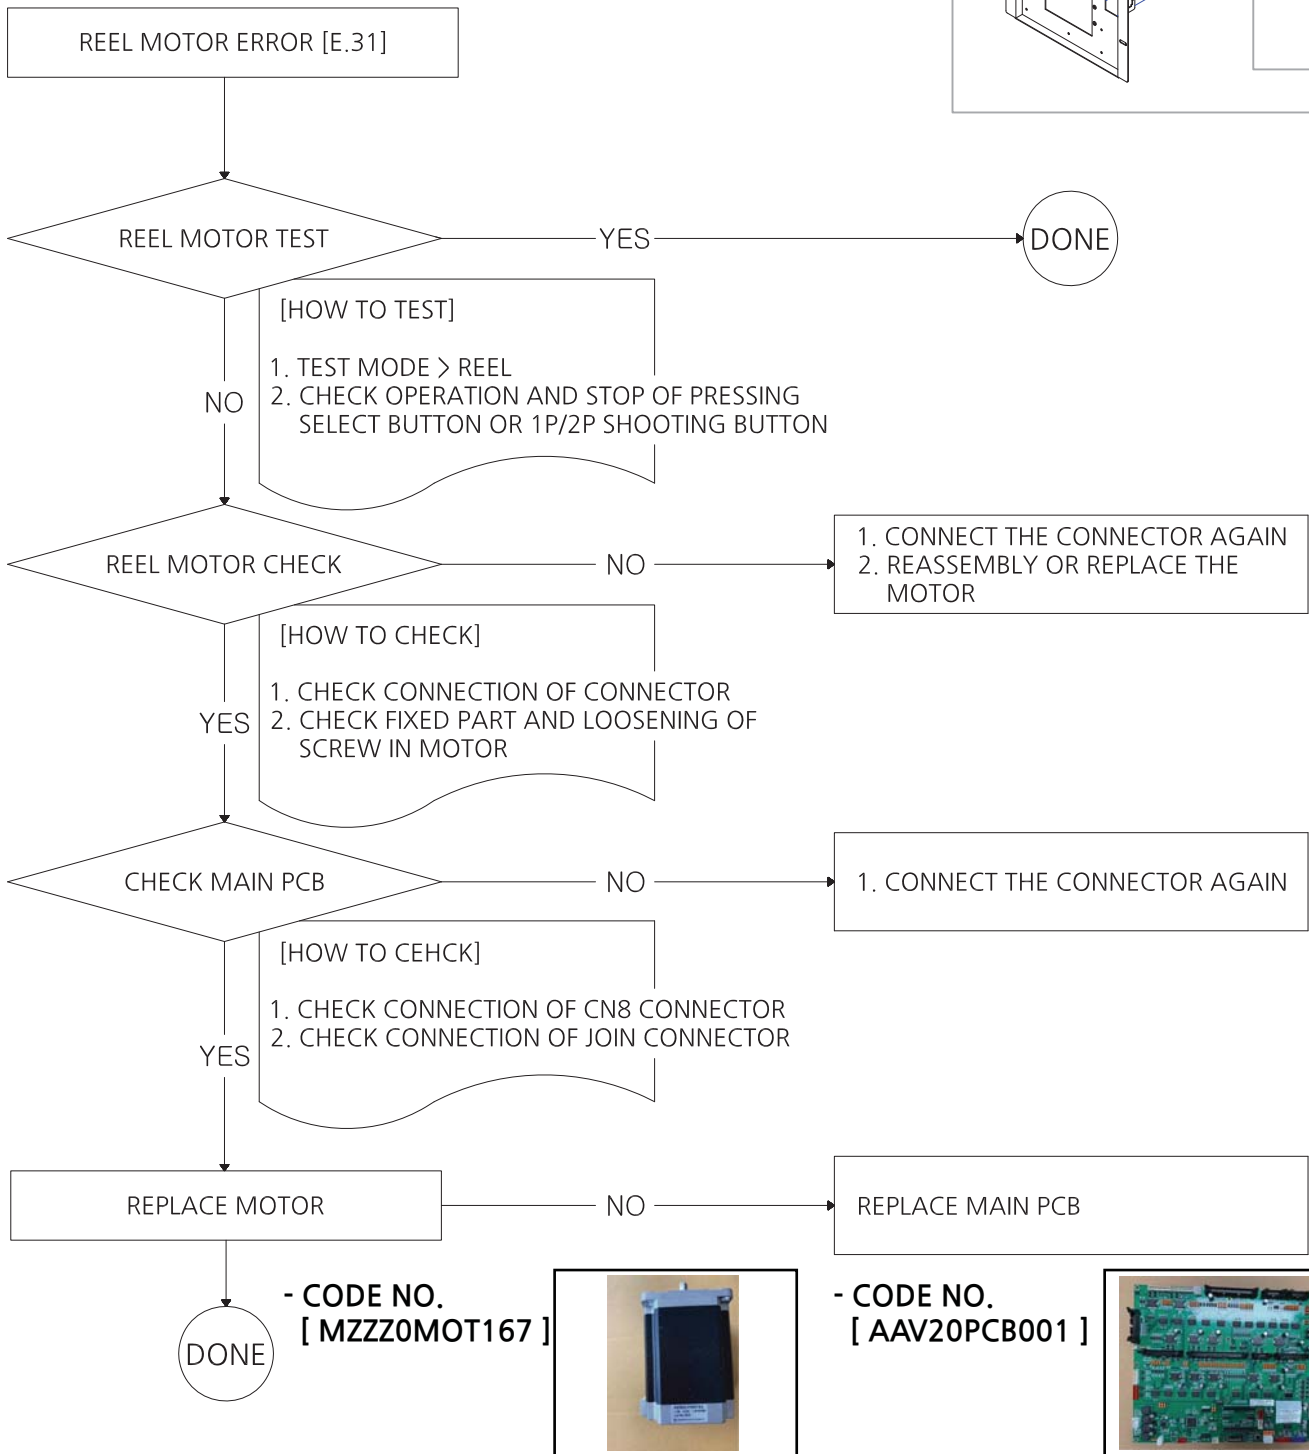 REEL MOTOR ERROR [E.31]
REEL MOTOR TEST
YES
DONE
[HOW TO TEST]
1. TEST MODE > REEL
2. CHECK OPERATION AND STOP OF PRESSING
SELECT BUTTON OR 1P/2P SHOOTING BUTTON
NO
REEL MOTOR CHECK
NO
1. CONNECT THE CONNECTOR AGAIN
2. REASSEMBLY OR REPLACE THE
MOTOR
[HOW TO CHECK]
1. CHECK CONNECTION OF CONNECTOR
2. CHECK FIXED PART AND LOOSENING OF
SCREW IN MOTOR
YES
CHECK MAIN PCB
NO
1. CONNECT THE CONNECTOR AGAIN
[HOW TO CEHCK]
1. CHECK CONNECTION OF CN8 CONNECTOR
2. CHECK CONNECTION OF JOIN CONNECTOR
YES
REPLACE MOTOR
NO
REPLACE MAIN PCB
DONE
- CODE NO.
[ MZZZ0MOT167 ]
- CODE NO.
[ AAV20PCB001 ]